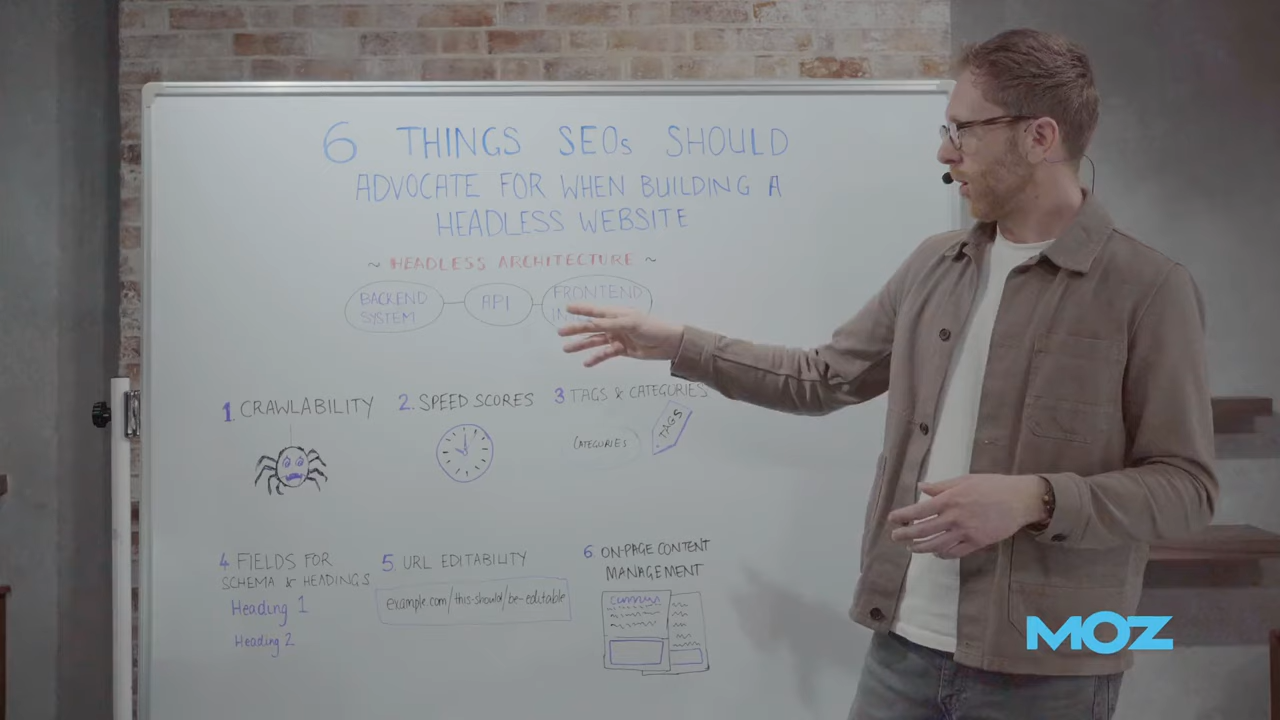 6 THINGS SEOs SHOULD
ADVOCATE FOR WHEN BUILDING A
HEADLESS WEBSITE
~ HEADLESS ARCHITECTURE ~
BACKEND
SYSTEM
API
FRONTEND
1. CRAWLABILITY
2. SPEED SCORES
3 TAGS & CATEGORIES
CATEGORIES
TAGS
4 FIELDS FOR
SCHEMA & HEADINGS
Heading 1
Heading 2
5. URL EDITABILITY
example.com/this-should/be-editable
6. ON-PAGE CONTENT
MANAGEMENT
MOZ